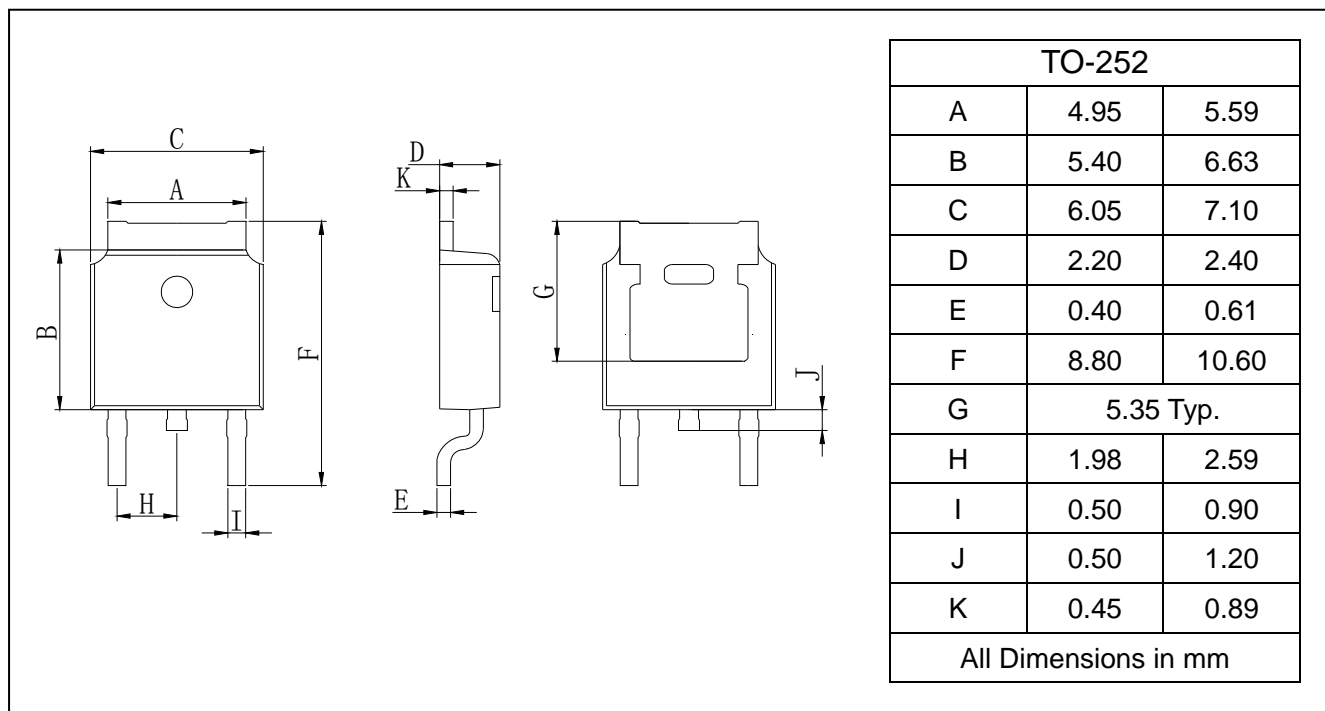 C
A
B
F
H
I
D
K
E
G
J
TO-252
A 4.95 5.59
B 5.40 6.63
C 6.05 7.10
D 2.20 2.40
E 0.40 0.61
F 8.80 10.60
G 5.35 Typ.
H 1.98 2.59
I 0.50 0.90
J 0.50 1.20
K 0.45 0.89
All Dimensions in mm